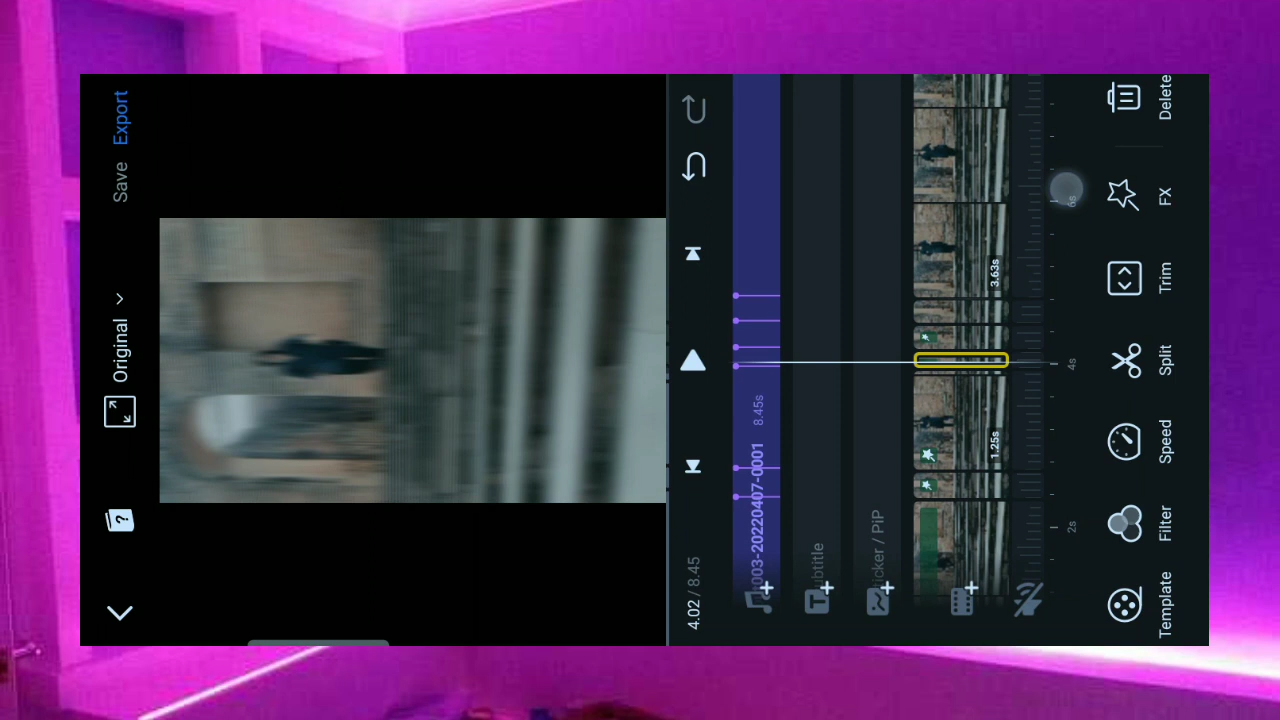 Original
Save
Export
4.02 / 8.45
003-20220407-0001
8.45s
ubtitle
icker / PiP
1.25s
3.63s
2s
4s
6s
Template
Filter
Speed
Split
Trim
FX
Delete